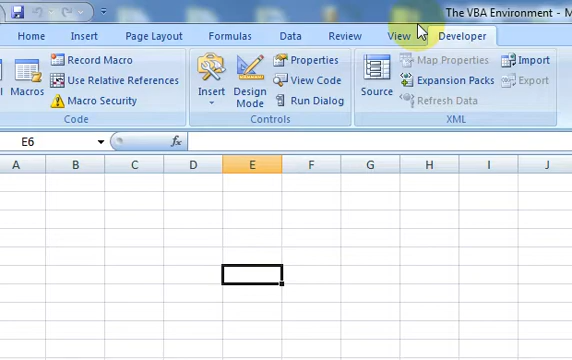 The VBA Environment - M
Home Insert Page Layout Formulas Data Review View Developer
Macros
Record Macro
Use Relative References
Macro Security
Code
Insert
Design Mode
Properties
View Code
Run Dialog
Controls
Source
Map Properties
Expansion Packs
Refresh Data
Import
Export
XML
E6 fx
A B C D E F G H I J